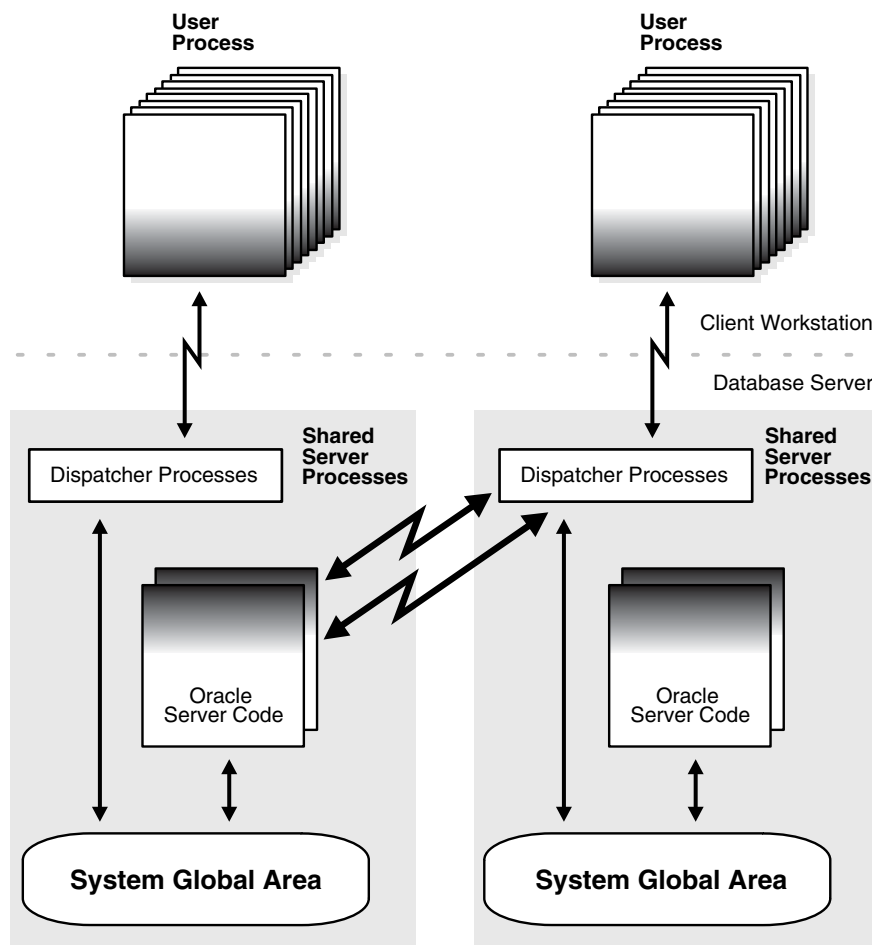 User
Process
User
Process
Client Workstation
Database Server
Shared
Server
Processes
Dispatcher Processes
Shared
Server
Processes
Dispatcher Processes
Oracle
Server Code
Oracle
Server Code
System Global Area
System Global Area